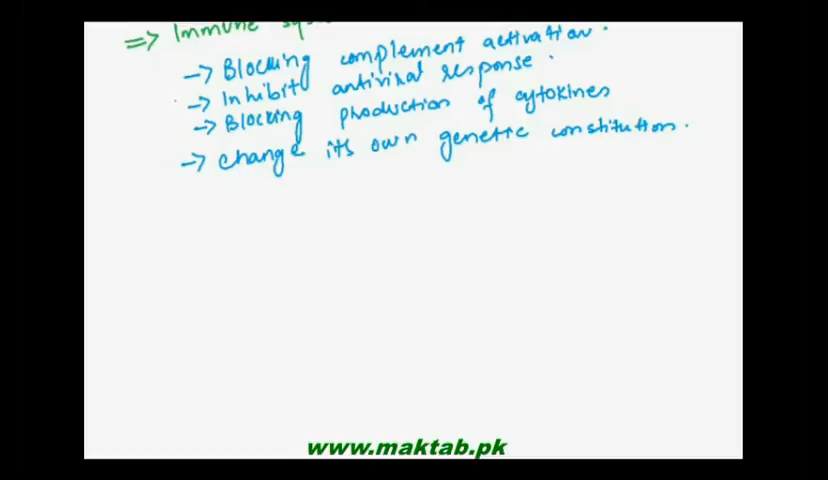 => Immune
-> Blocking complement activation.
-> Inhibit antiviral response.
-> Blocking production of cytokines
-> change its own genetic constitution.
www.maktab.pk